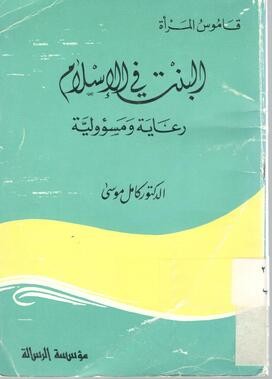 قاموس المرأة
البنت في الإسلام
رعاية ومسؤولية
الدكتور كامل موسى
مؤسسة الرسالة